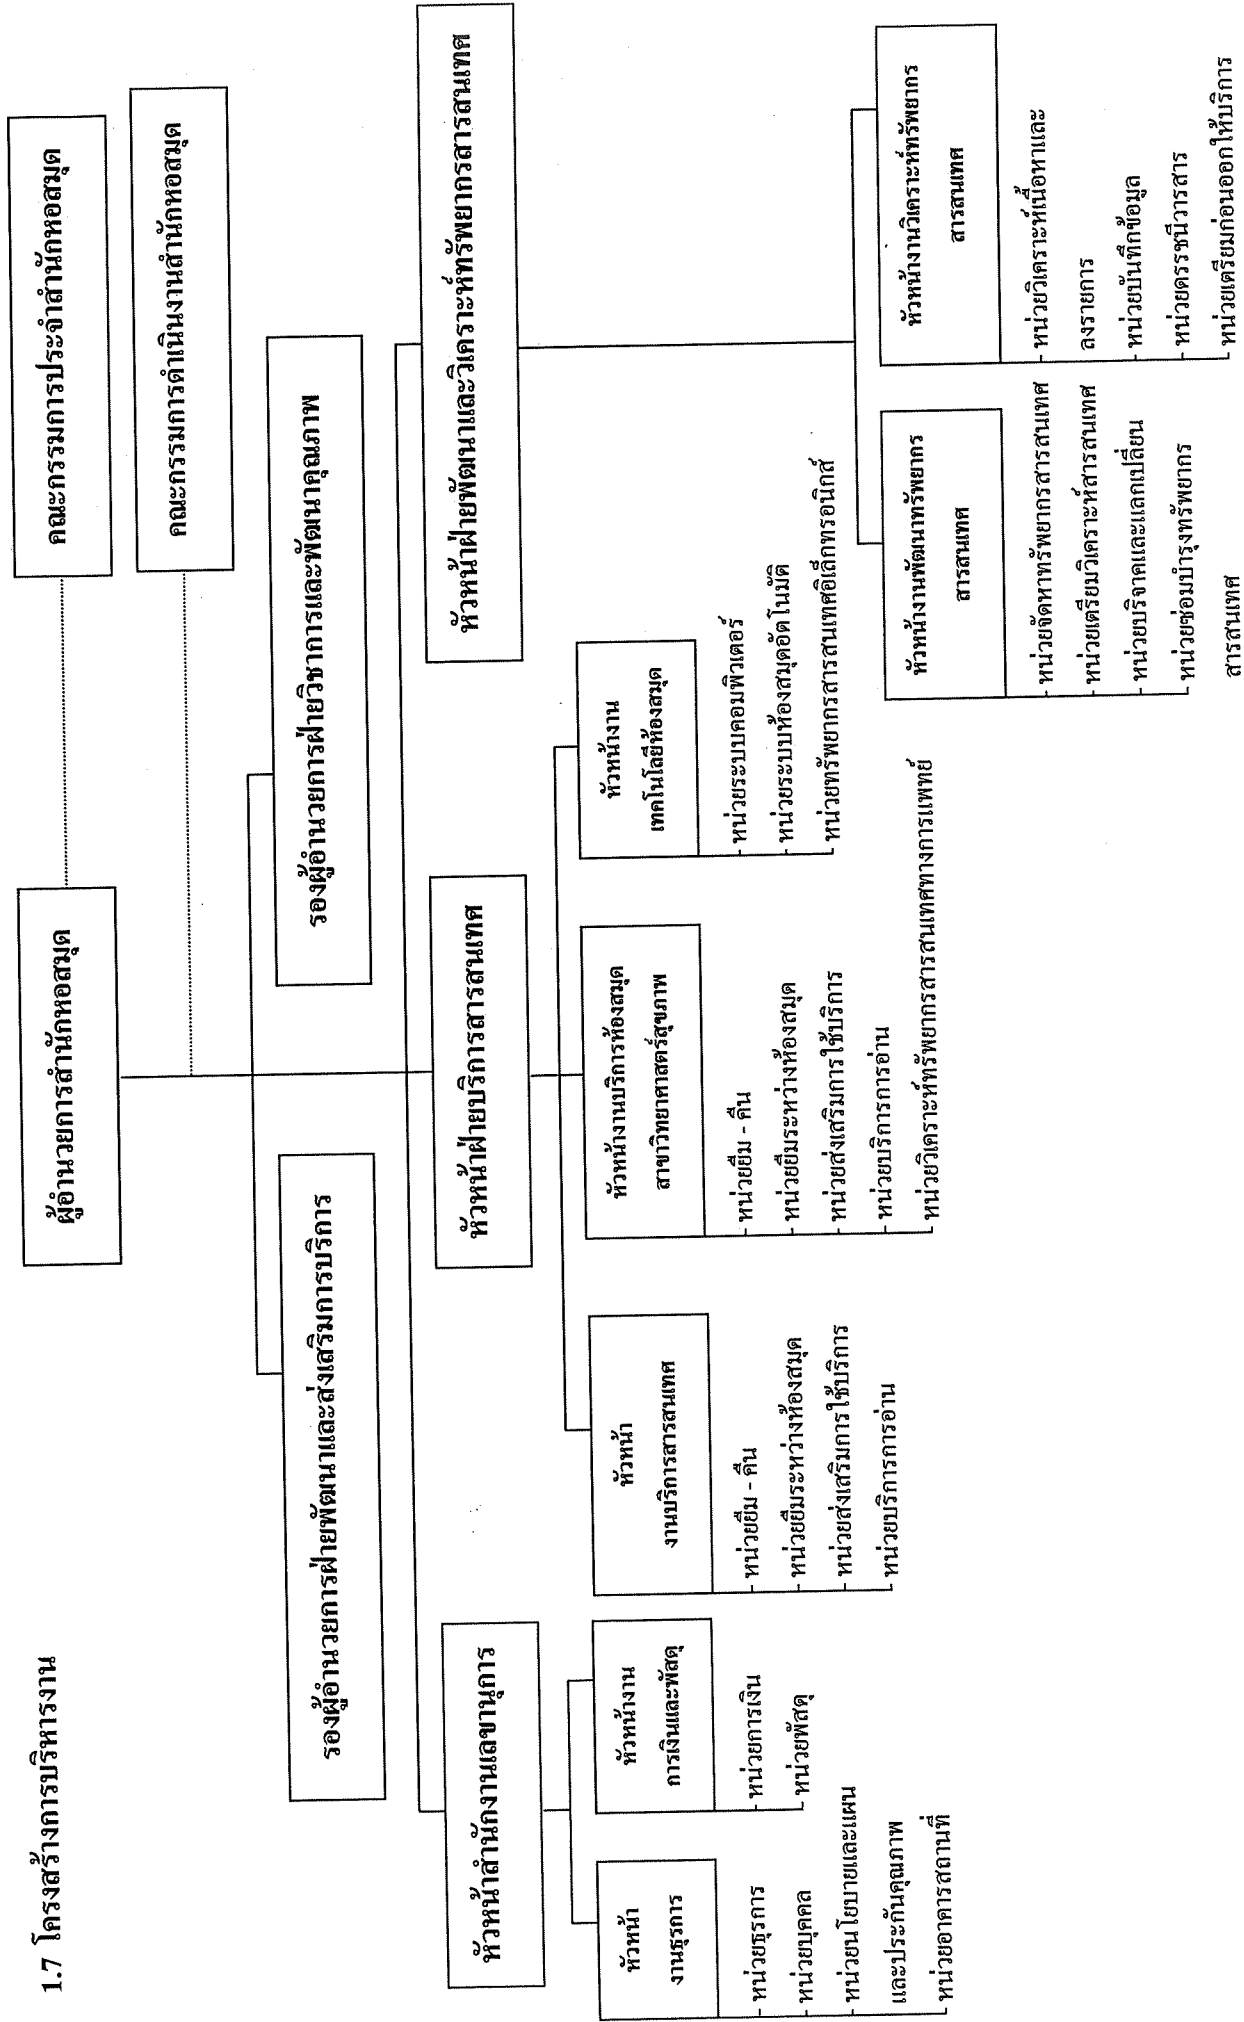 1.7 โครงสร้างการบริหารงาน
ผู้อำนวยการสำนักหอสมุด
คณะกรรมการประจำสำนักหอสมุด
คณะกรรมการดำเนินงานสำนักหอสมุด
รองผู้อำนวยการฝ่ายพัฒนาและส่งเสริมการบริการ
รองผู้อำนวยการฝ่ายวิชาการและพัฒนาคุณภาพ
หัวหน้าสำนักงานเลขานุการ
หัวหน้าฝ่ายบริการสารสนเทศ
หัวหน้าฝ่ายพัฒนาและวิเคราะห์ทรัพยากรสารสนเทศ
หัวหน้า
งานธุรการ
หน่วยธุรการ
หน่วยบุคคล
หน่วยนโยบายและแผน
และประกันคุณภาพ
หน่วยอาคารสถานที่
หัวหน้างาน
การเงินและพัสดุ
หน่วยการเงิน
หน่วยพัสดุ
หัวหน้า
งานบริการสารสนเทศ
หน่วยยืม - คืน
หน่วยยืมระหว่างห้องสมุด
หน่วยส่งเสริมการใช้บริการ
หน่วยบริการการอ่าน
หัวหน้างานบริการห้องสมุด
สาขาวิทยาศาสตร์สุขภาพ
หน่วยยืม - คืน
หน่วยยืมระหว่างห้องสมุด
หน่วยส่งเสริมการใช้บริการ
หน่วยบริการการอ่าน
หน่วยวิเคราะห์ทรัพยากรสารสนเทศทางการแพทย์
หัวหน้างาน
เทคโนโลยีห้องสมุด
หน่วยระบบคอมพิวเตอร์
หน่วยระบบห้องสมุดอัตโนมัติ
หน่วยทรัพยากรสารสนเทศอิเล็กทรอนิกส์
หัวหน้างานพัฒนาทรัพยากร
สารสนเทศ
หน่วยจัดหาทรัพยากรสารสนเทศ
หน่วยเตรียมวิเคราะห์สารสนเทศ
หน่วยบริจาคและแลกเปลี่ยน
หน่วยซ่อมบำรุงทรัพยากร
สารสนเทศ
หัวหน้างานวิเคราะห์ทรัพยากร
สารสนเทศ
หน่วยวิเคราะห์เนื้อหาและ
ลงรายการ
หน่วยบันทึกข้อมูล
หน่วยดรรชนีวารสาร
หน่วยเตรียมก่อนออกให้บริการ